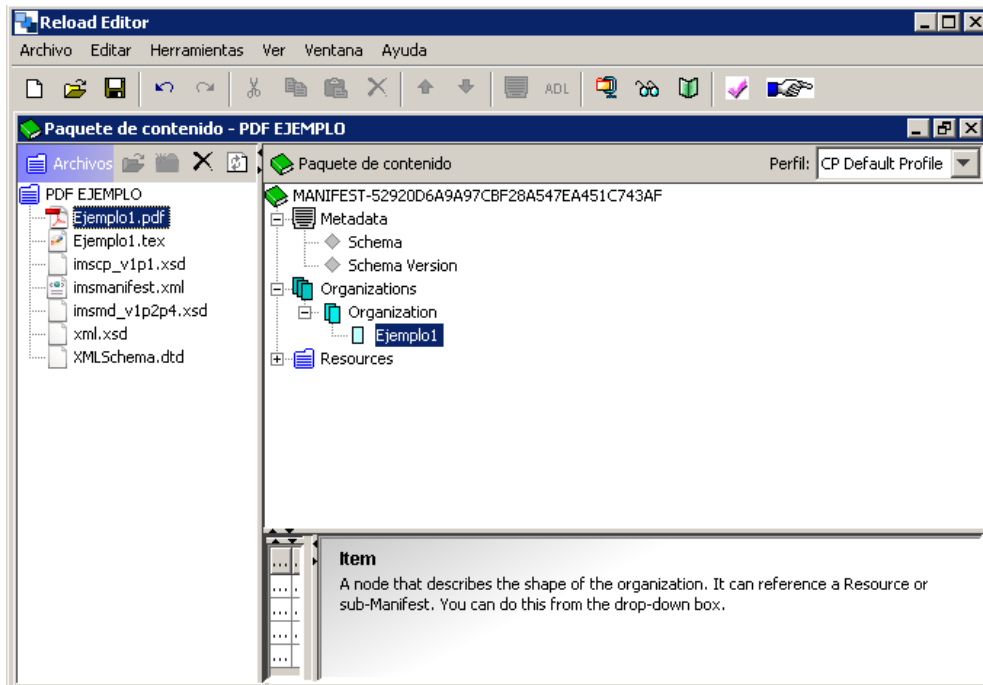 Reload Editor
Archivo Editar Herramientas Ver Ventana Ayuda
ADL
Paquete de contenido - PDF EJEMPLO
Archivos
Paquete de contenido
Perfil: CP Default Profile
PDF EJEMPLO
Ejemplo1.pdf
Ejemplo1.tex
imscp_v1p1.xsd
imsmanifest.xml
imsmd_v1p2p4.xsd
xml.xsd
XMLSchema.dtd
MANIFEST-52920D6A9A97CBF28A547EA451C743AF
Metadata
Schema
Schema Version
Organizations
Organization
Ejemplo1
Resources
Item
A node that describes the shape of the organization. It can reference a Resource or
sub-Manifest. You can do this from the drop-down box.
... .
... .
... .
... .
...